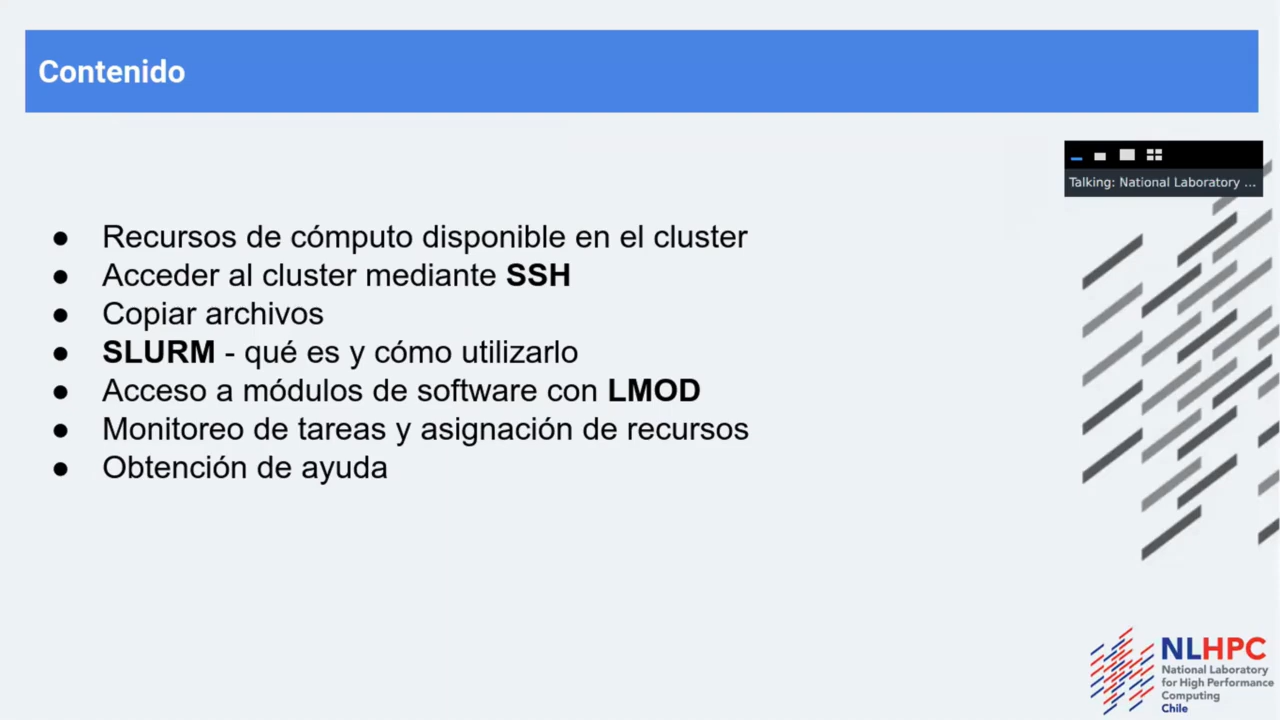 Contenido
Talking: National Laboratory ...
● Recursos de cómputo disponible en el cluster
● Acceder al cluster mediante SSH
● Copiar archivos
● SLURM - qué es y cómo utilizarlo
● Acceso a módulos de software con LMOD
● Monitoreo de tareas y asignación de recursos
● Obtención de ayuda
NLHPC
National Laboratory
for High Performance
Computing
Chile